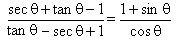 (sec θ + tan θ − 1)/(tan θ − sec θ + 1) = (1 + sin θ)/(cos θ)